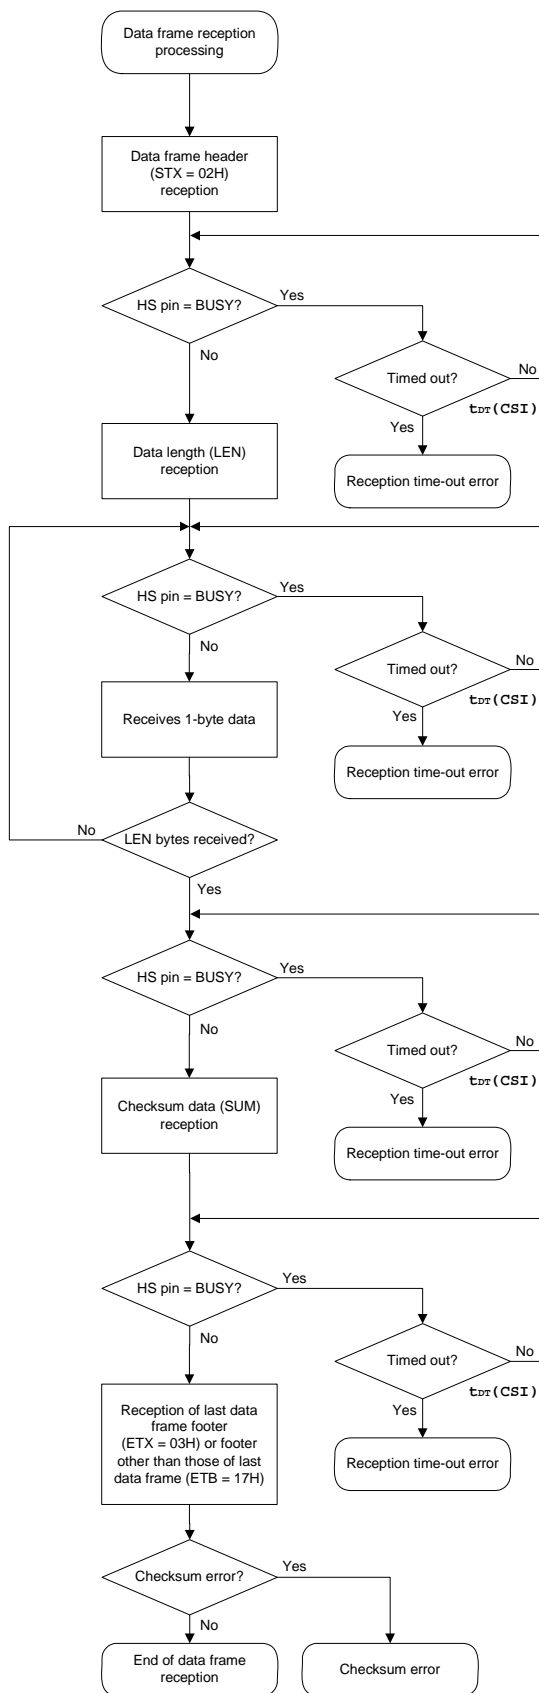 Data frame reception
processing
Data frame header
(STX = 02H)
reception
HS pin = BUSY?
Yes
No
Timed out?
No
tDT(CSI)
Yes
Data length (LEN)
reception
Reception time-out error
HS pin = BUSY?
Yes
No
Timed out?
No
tDT(CSI)
Yes
Receives 1-byte data
Reception time-out error
No
LEN bytes received?
Yes
HS pin = BUSY?
Yes
No
Timed out?
No
tDT(CSI)
Yes
Checksum data (SUM)
reception
Reception time-out error
HS pin = BUSY?
Yes
No
Timed out?
No
tDT(CSI)
Yes
Reception of last data
frame footer
(ETX = 03H) or footer
other than those of last
data frame (ETB = 17H)
Reception time-out error
Checksum error?
Yes
No
End of data frame
reception
Checksum error